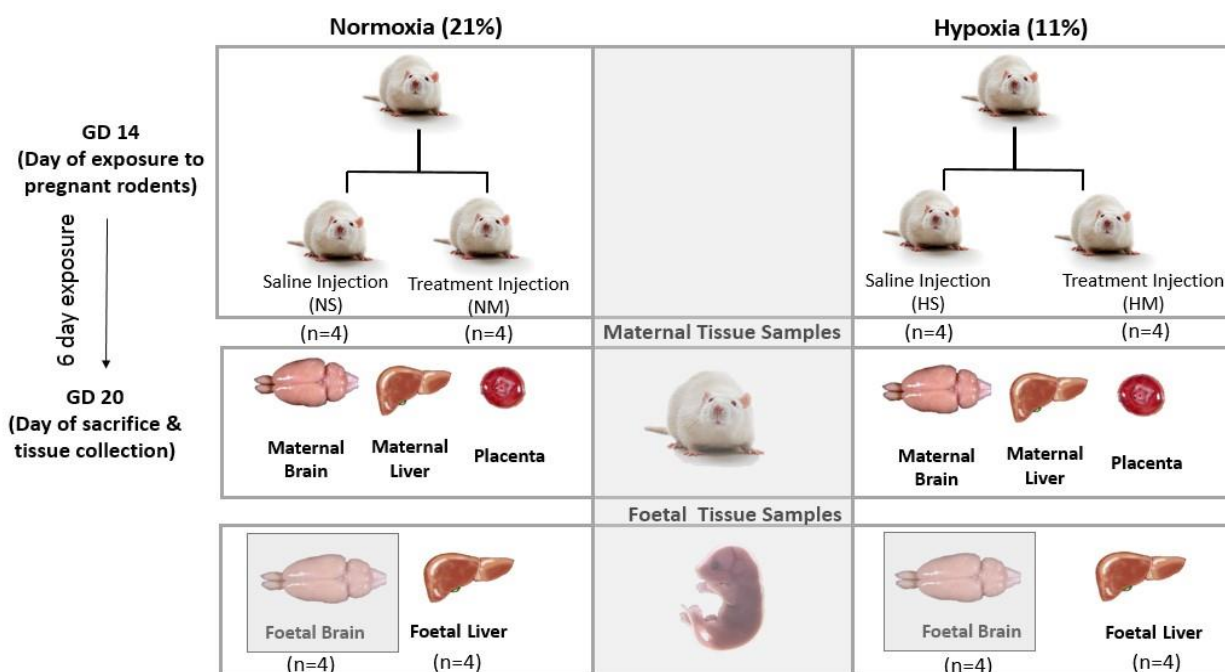 Normoxia (21%)
Hypoxia (11%)
GD 14
(Day of exposure to
pregnant rodents)
6 day exposure
GD 20
(Day of sacrifice &
tissue collection)
Saline Injection
(NS)
(n=4)
Treatment Injection
(NM)
(n=4)
Saline Injection
(HS)
(n=4)
Treatment Injection
(HM)
(n=4)
Maternal Tissue Samples
Maternal
Brain
Maternal
Liver
Placenta
Maternal
Brain
Maternal
Liver
Placenta
Foetal Tissue Samples
Foetal Brain
(n=4)
Foetal Liver
(n=4)
Foetal Brain
(n=4)
Foetal Liver
(n=4)